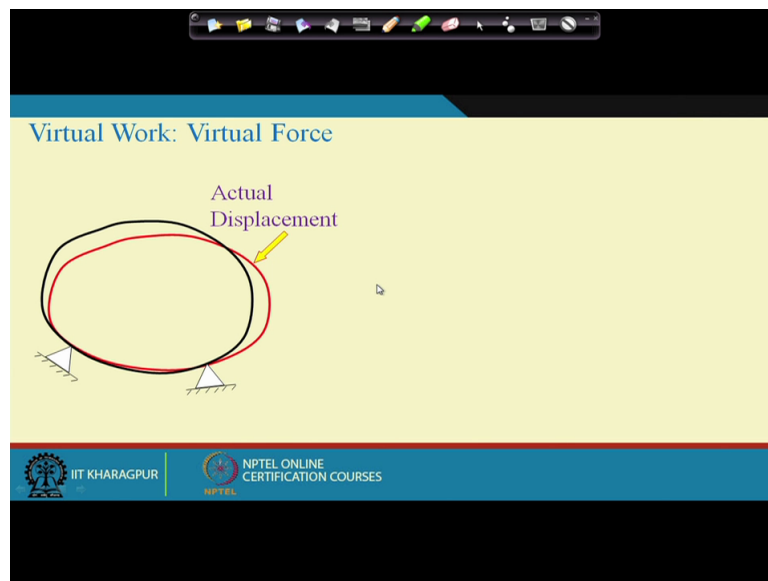 Virtual Work: Virtual Force
Actual
Displacement
IIT KHARAGPUR
NPTEL
NPTEL ONLINE
CERTIFICATION COURSES